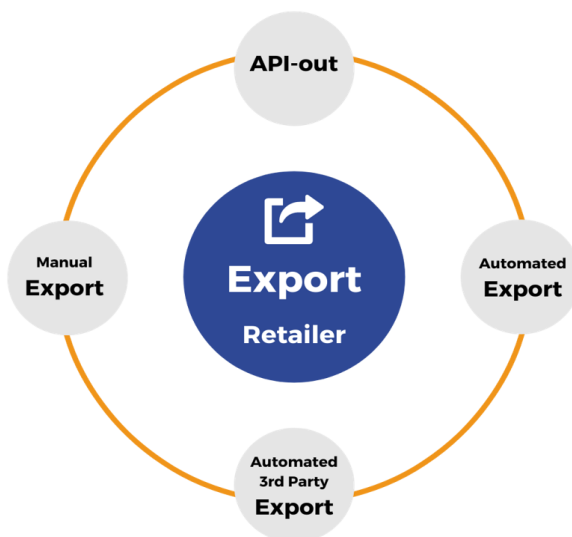 API-out
Export
Retailer
Manual
Export
Automated
Export
Automated
3rd Party
Export